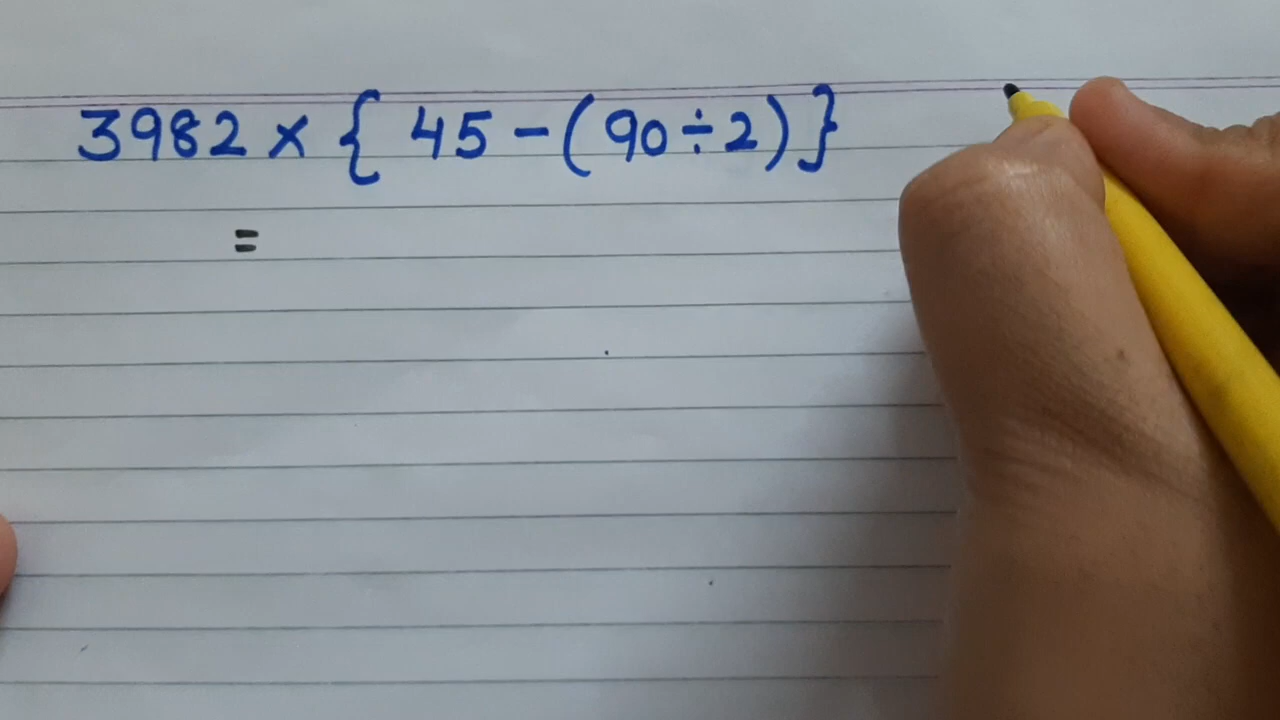 3982 × { 45 - ( 90 ÷ 2 ) }
=